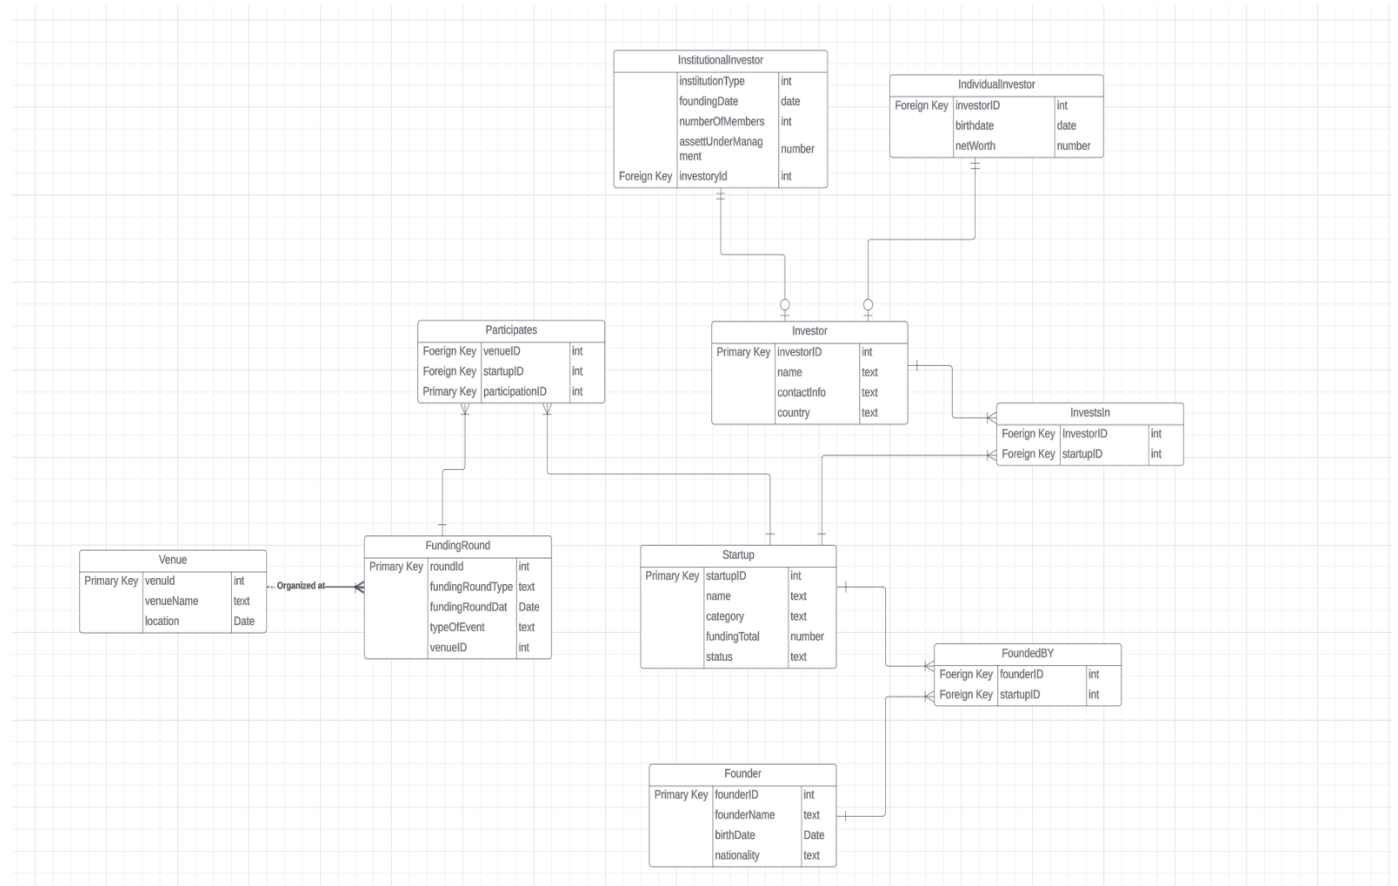 InstitutionalInvestor
instiitutionType int
foundingDate date
numberOfMembers int
assettUnderManag
ment number
Foreign Key investoryId int
IndividualInvestor
Foreign Key investorID int
birthdate date
netWorth number
Participates
Foerign Key venueID int
Foreign Key startupID int
Primary Key participationID int
Investor
Primary Key investorID int
name text
contactInfo text
country text
InvestsIn
Foerign Key InvestorID int
Foreign Key startupID int
Venue
Primary Key venuId int
venueName text
location Date
Organized at
FundingRound
Primary Key roundId int
fundingRoundType text
fundingRoundDat Date
typeOfEvent text
venueID int
Startup
Primary Key startupID int
name text
category text
fundingTotal number
status text
FoundedBY
Foerign Key founderID int
Foreign Key startupID int
Founder
Primary Key founderID int
founderName text
birthDate Date
nationality text